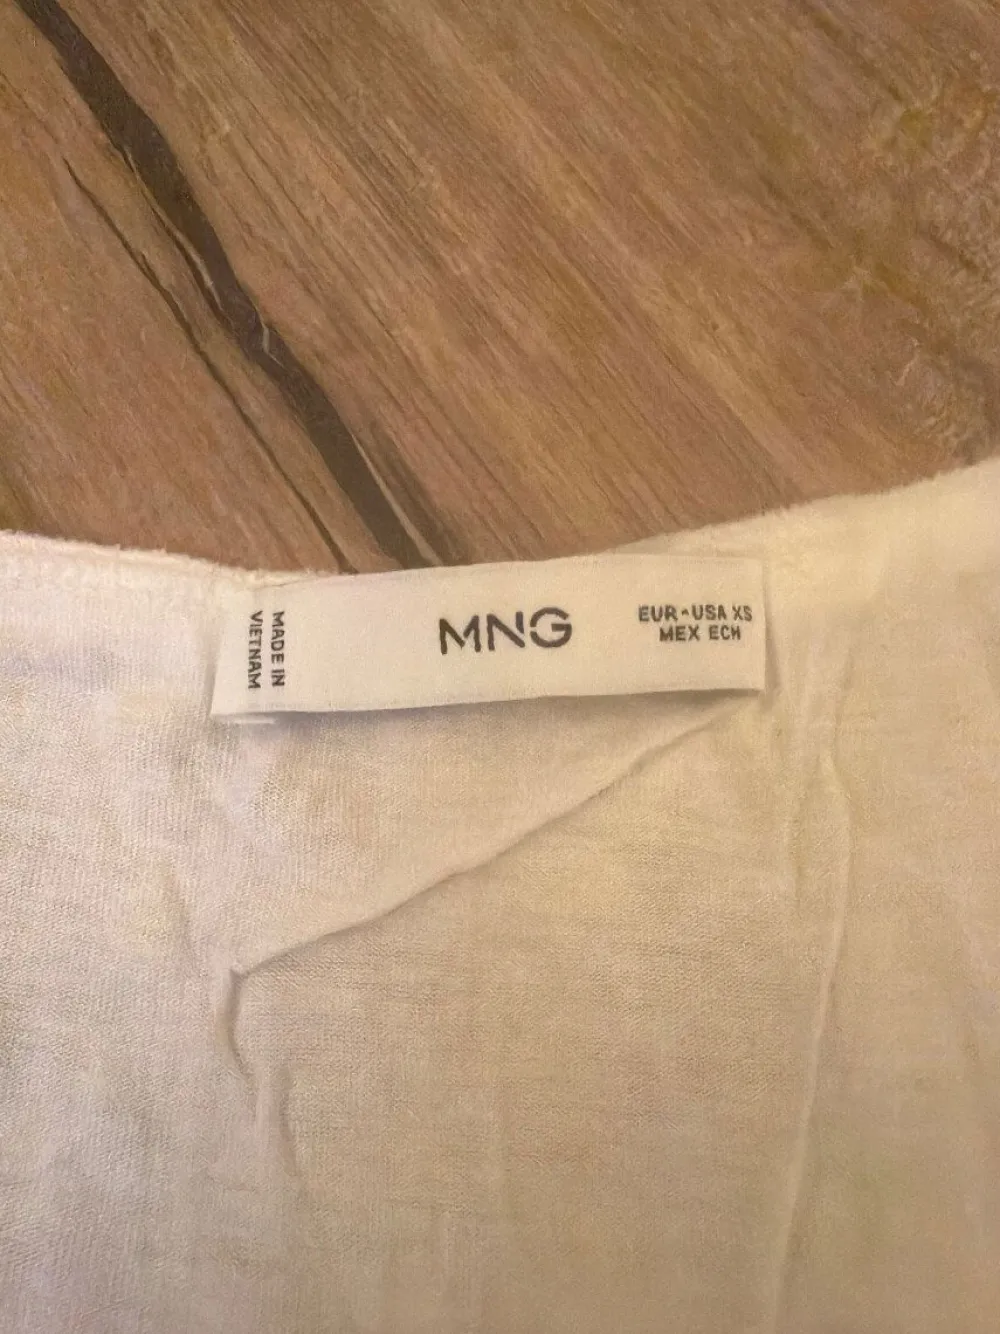 MADE IN
VIETNAM
MNG
EUR-USA XS
MEX ECH